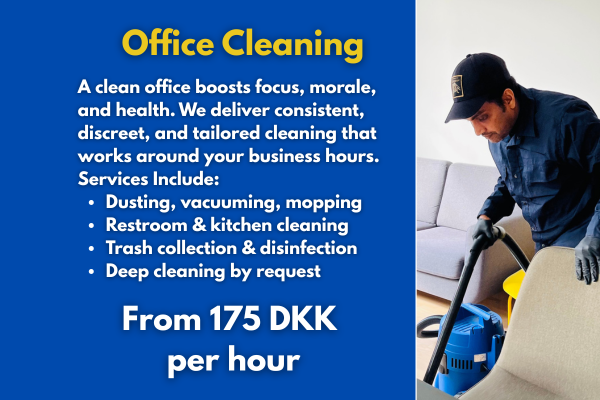 Office Cleaning
A clean office boosts focus, morale,
and health. We deliver consistent,
discreet, and tailored cleaning that
works around your business hours.
Services Include:
• Dusting, vacuuming, mopping
• Restroom & kitchen cleaning
• Trash collection & disinfection
• Deep cleaning by request
From 175 DKK
per hour